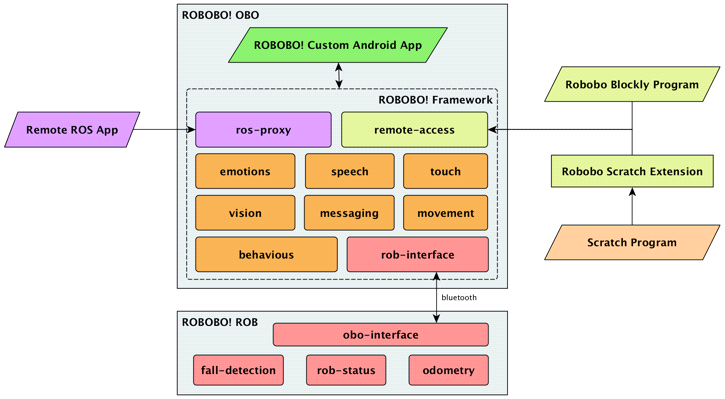 ROBOBO! OBO
ROBOBO! Custom Android App
ROBOBO! Framework
Remote ROS App
ros-proxy
remote-access
Robobo Blockly Program
emotions
speech
touch
Robobo Scratch Extension
vision
messaging
movement
Scratch Program
behavious
rob-interface
bluetooth
ROBOBO! ROB
obo-interface
fall-detection
rob-status
odometry